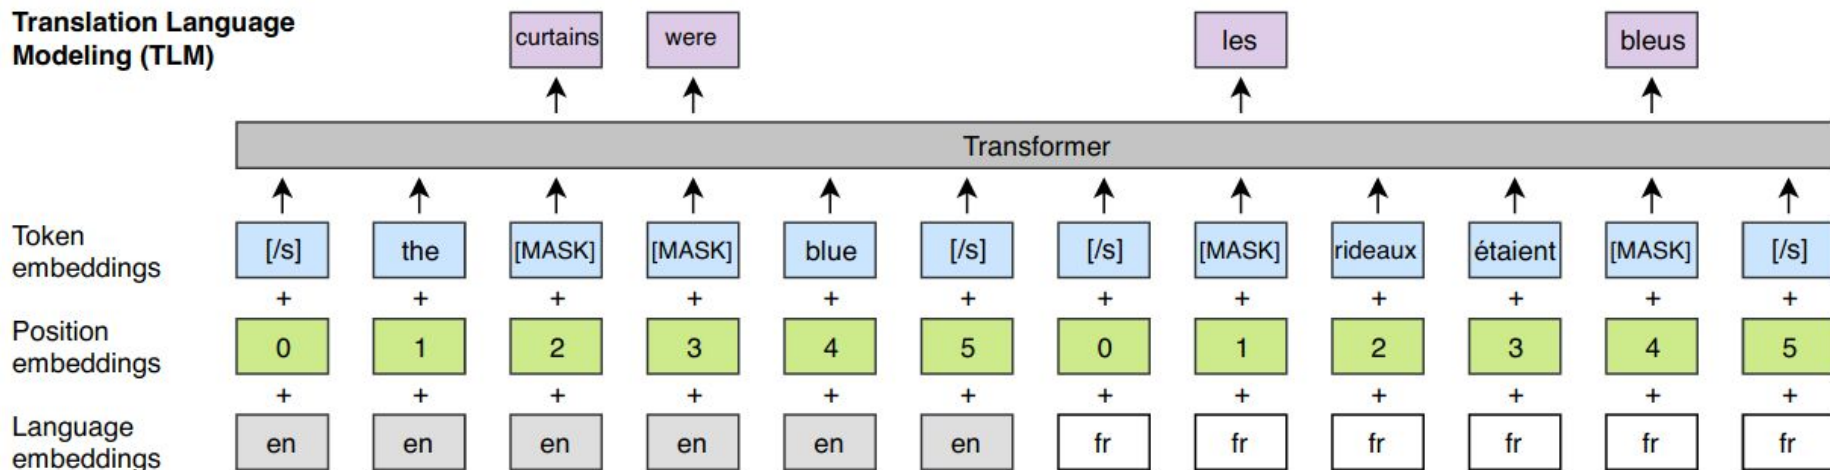 Translation Language
Modeling (TLM)
curtains were les bleus
Transformer
Token
embeddings
[/s] the [MASK] [MASK] blue [/s] [/s] [MASK] rideaux étaient [MASK] [/s]
+ + + + + + + + + + + +
Position
embeddings
0 1 2 3 4 5 0 1 2 3 4 5
+ + + + + + + + + + + +
Language
embeddings
en en en en en en fr fr fr fr fr fr